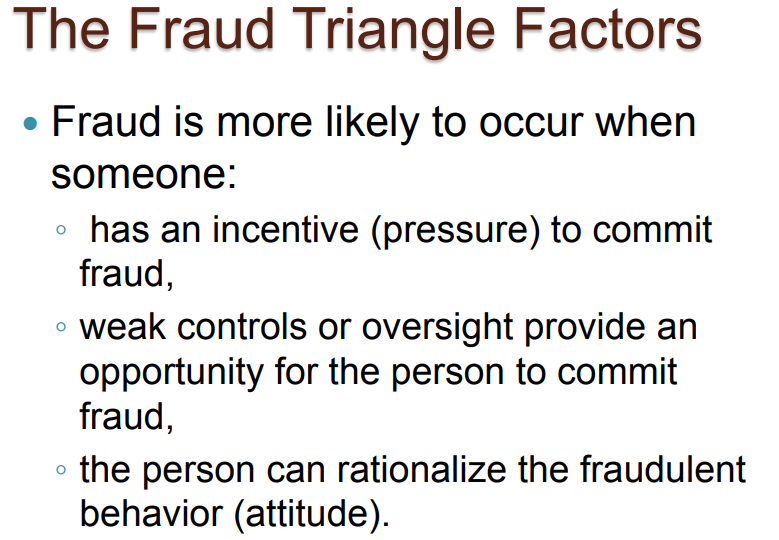 The Fraud Triangle Factors
• Fraud is more likely to occur when
someone:
◦ has an incentive (pressure) to commit
fraud,
◦ weak controls or oversight provide an
opportunity for the person to commit
fraud,
◦ the person can rationalize the fraudulent
behavior (attitude).